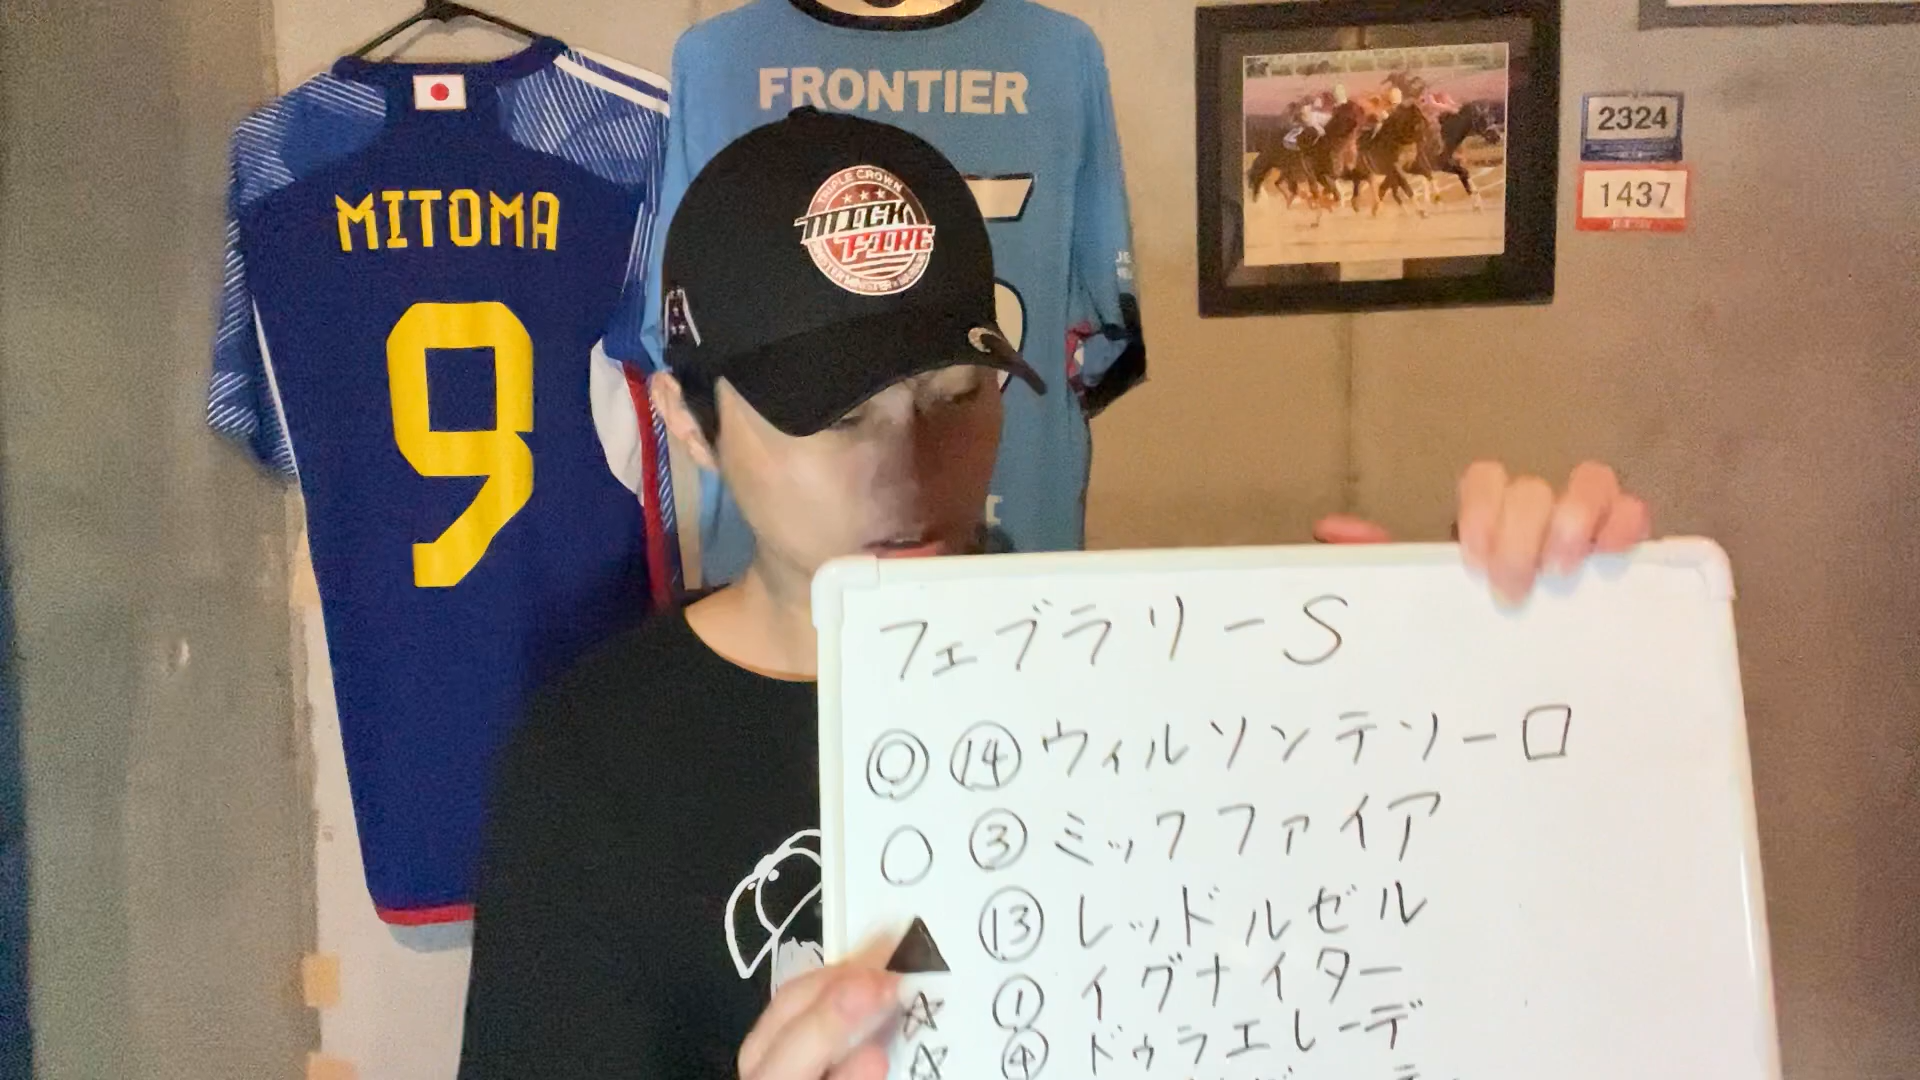 MITOMA
9
FRONTIER
TRIPLE CROWN
MICK
FIRE
2324
1437
フェブラリーS
◎ ⑭ ウィルソンテソーロ
○ ③ ミックファイア
▲ ⑬ レッドルゼル
☆ ① イグナイター
☆ ④ ドゥラエレーデ